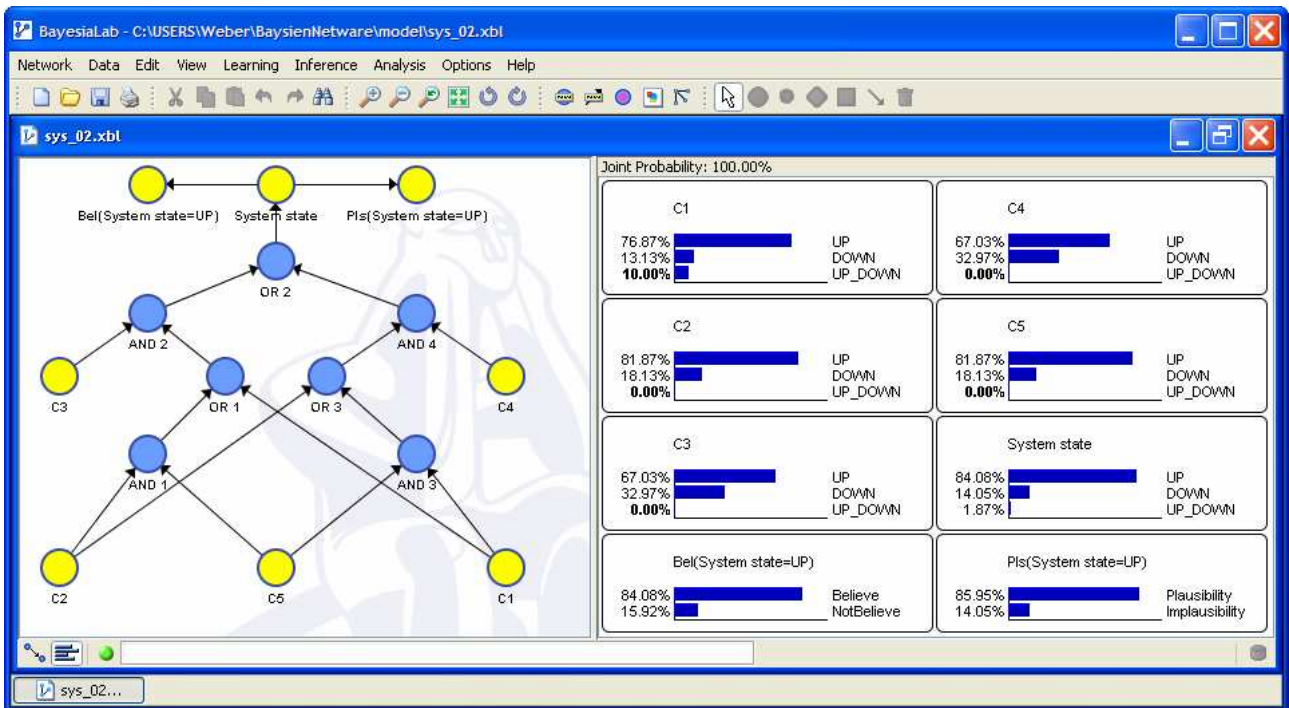 BayesiaLab - C:\USERS\Weber\BaysienNetware\model\sys_02.xbl
Network Data Edit View Learning Inference Analysis Options Help
sys_02.xbl
Bel(System state=UP) System state Pls(System state=UP)
OR 2
AND 2 AND 4
C3 OR 1 OR 3 C4
AND 1 AND 3
C2 C5 C1
Joint Probability: 100.00%
C1
76.87% UP
13.13% DOWN
10.00% UP_DOWN
C4
67.03% UP
32.97% DOWN
0.00% UP_DOWN
C2
81.87% UP
18.13% DOWN
0.00% UP_DOWN
C5
81.87% UP
18.13% DOWN
0.00% UP_DOWN
C3
67.03% UP
32.97% DOWN
0.00% UP_DOWN
System state
84.08% UP
14.05% DOWN
1.87% UP_DOWN
Bel(System state=UP)
84.08% Believe
15.92% NotBelieve
Pls(System state=UP)
85.95% Plausibility
14.05% Implausibility
sys_02...